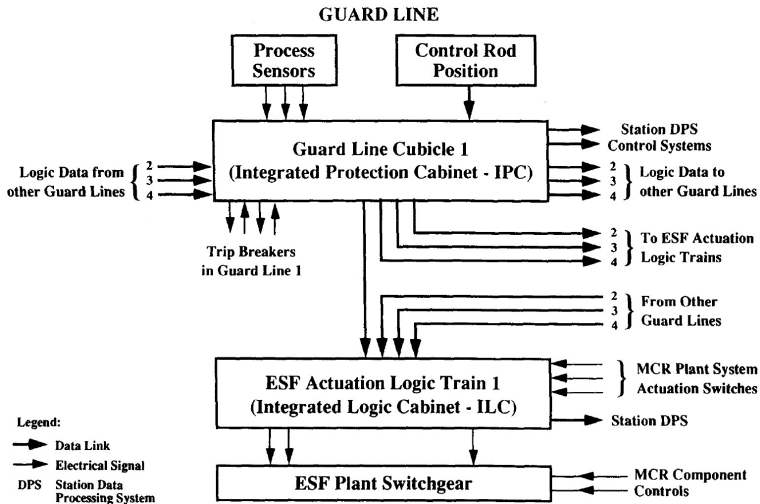 GUARD LINE
Process
Sensors
Control Rod
Position
Station DPS
Control Systems
Guard Line Cubicle 1
(Integrated Protection Cabinet - IPC)
Logic Data from
other Guard Lines
2
3
4
2
3
4
Logic Data to
other Guard Lines
Trip Breakers
in Guard Line 1
2
3
4
To ESF Actuation
Logic Trains
2
3
4
From Other
Guard Lines
ESF Actuation Logic Train 1
(Integrated Logic Cabinet - ILC)
MCR Plant System
Actuation Switches
Station DPS
Legend:
Data Link
Electrical Signal
DPS Station Data
Processing System
ESF Plant Switchgear
MCR Component
Controls